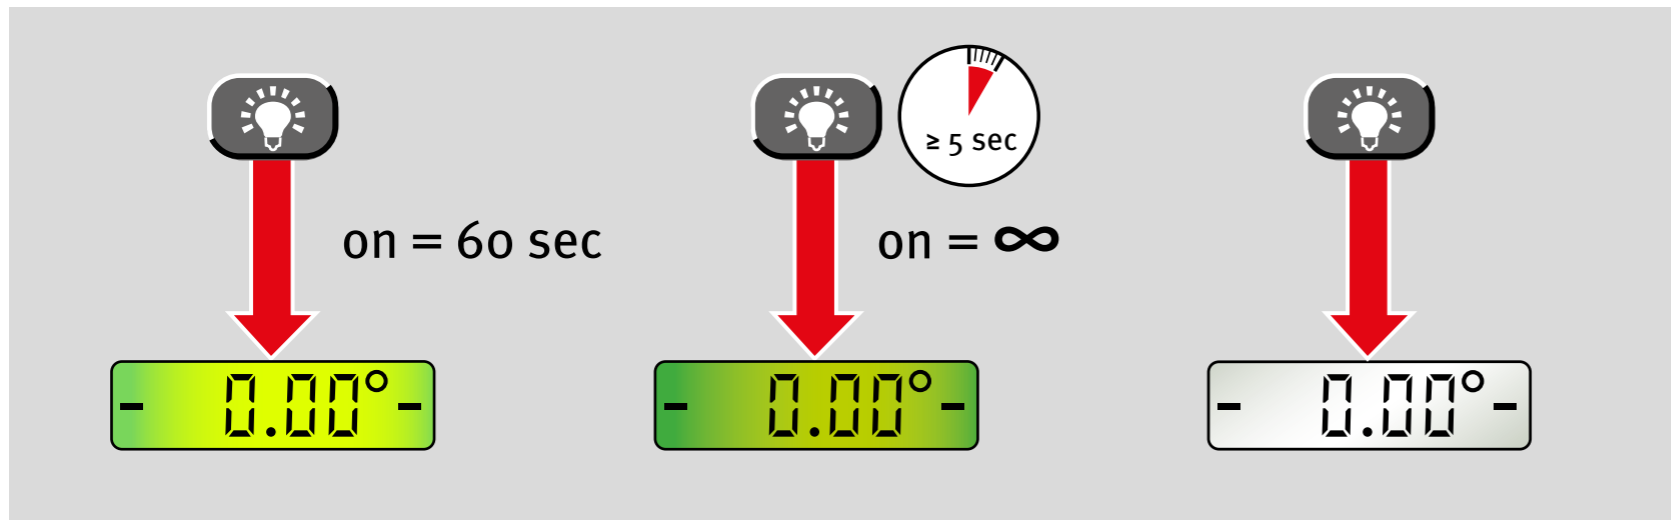 ≥ 5 sec
on = 60 sec
on = ∞
- 0.00° -
- 0.00° -
- 0.00° -